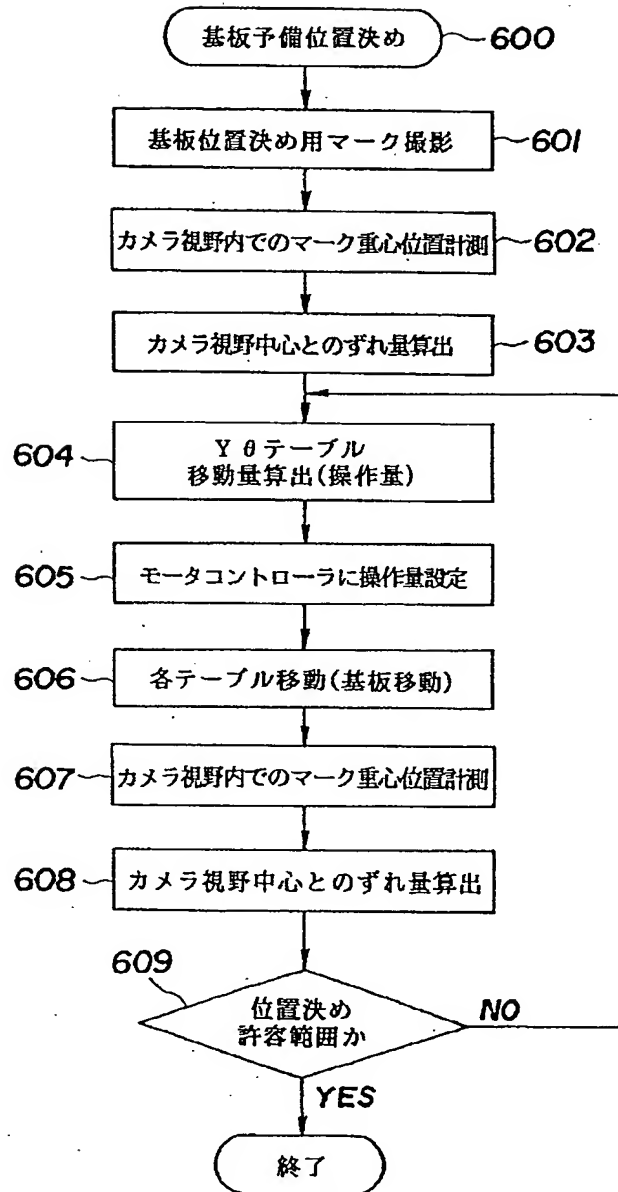 基板予備位置決め
600
基板位置決め用マーク撮影
601
カメラ視野内でのマーク重心位置計測
602
カメラ視野中心とのずれ量算出
603
604
Y θテーブル
移動量算出(操作量)
605
モータコントローラに操作量設定
606
各テーブル移動(基板移動)
607
カメラ視野内でのマーク重心位置計測
608
カメラ視野中心とのずれ量算出
609
位置決め
許容範囲か
NO
YES
終了